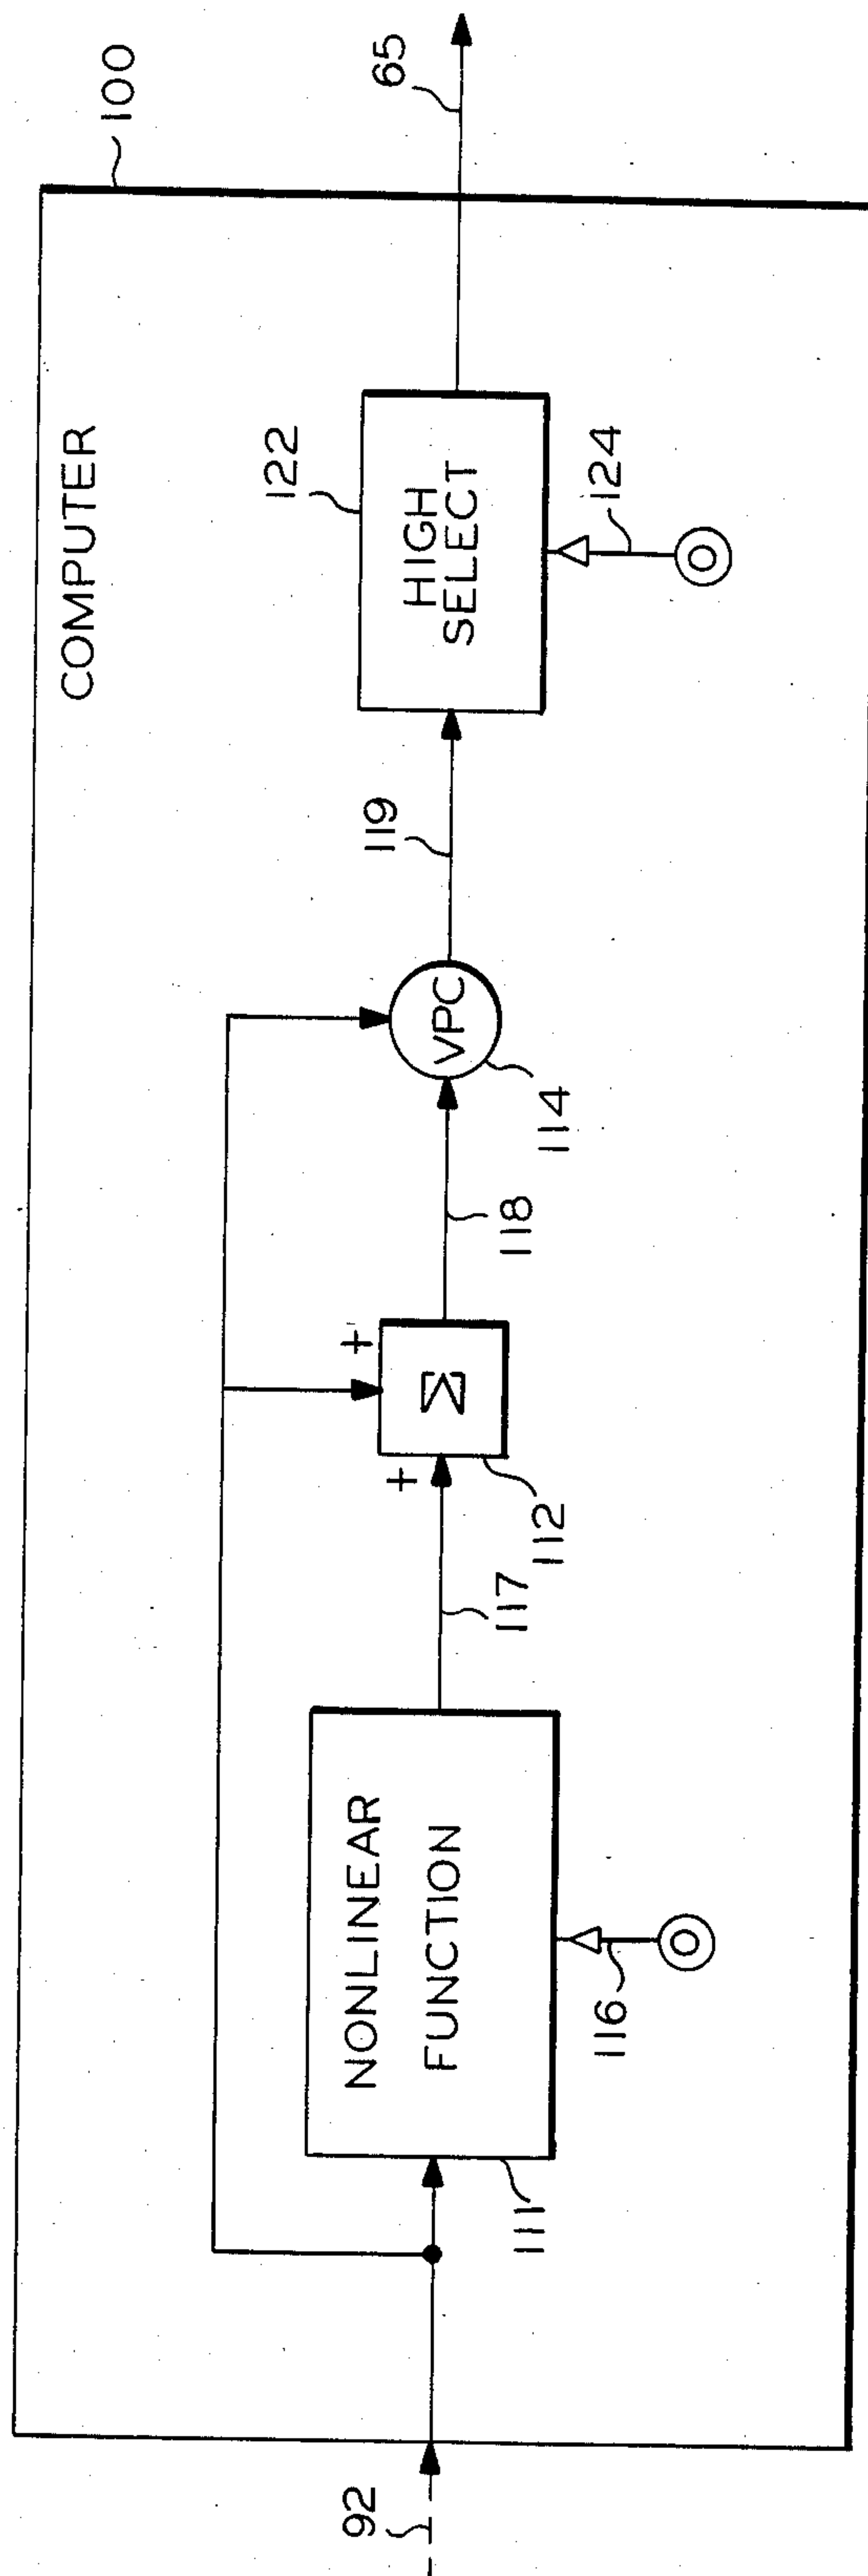 COMPUTER
100
92
111
NONLINEAR
FUNCTION
116
117
+
+
Σ
112
118
VPC
114
119
122
HIGH
SELECT
124
65